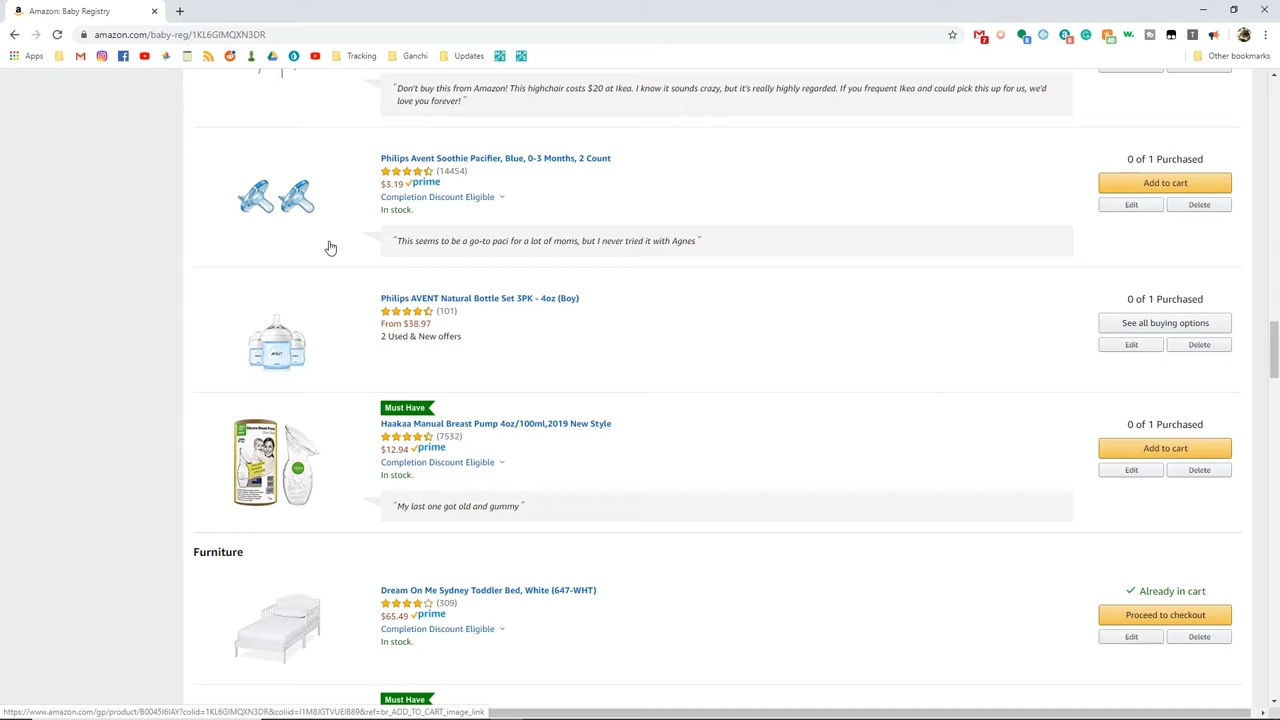 Amazon: Baby Registry
amazon.com/baby-reg/1KL6GIMQXN3DR
Apps
Tracking
Ganchi
Updates
Other bookmarks
"Don't buy this from Amazon! This highchair costs $20 at Ikea. I know it sounds crazy, but it's really highly regarded. If you frequent Ikea and could pick this up for us, we'd
love you forever! "
Philips Avent Soothie Pacifier, Blue, 0-3 Months, 2 Count
(14454)
$3.19 prime
Completion Discount Eligible
In stock.
0 of 1 Purchased
Add to cart
Edit
Delete
"This seems to be a go-to paci for a lot of moms, but I never tried it with Agnes "
Philips AVENT Natural Bottle Set 3PK - 4oz (Boy)
(101)
From $38.97
2 Used & New offers
0 of 1 Purchased
See all buying options
Edit
Delete
Must Have
Haakaa Manual Breast Pump 4oz/100ml,2019 New Style
(7532)
$12.94 prime
Completion Discount Eligible
In stock.
0 of 1 Purchased
Add to cart
Edit
Delete
"My last one got old and gummy "
Furniture
Dream On Me Sydney Toddler Bed, White (647-WHT)
(309)
$65.49 prime
Completion Discount Eligible
In stock.
Already in cart
Proceed to checkout
Edit
Delete
Must Have
https://www.amazon.com/gp/product/B0045I6IAY?colid=1KL6GIMQXN3DR&coliid=I1M8JGTVUEIB89&ref=br_ADD_TO_CART_image_link